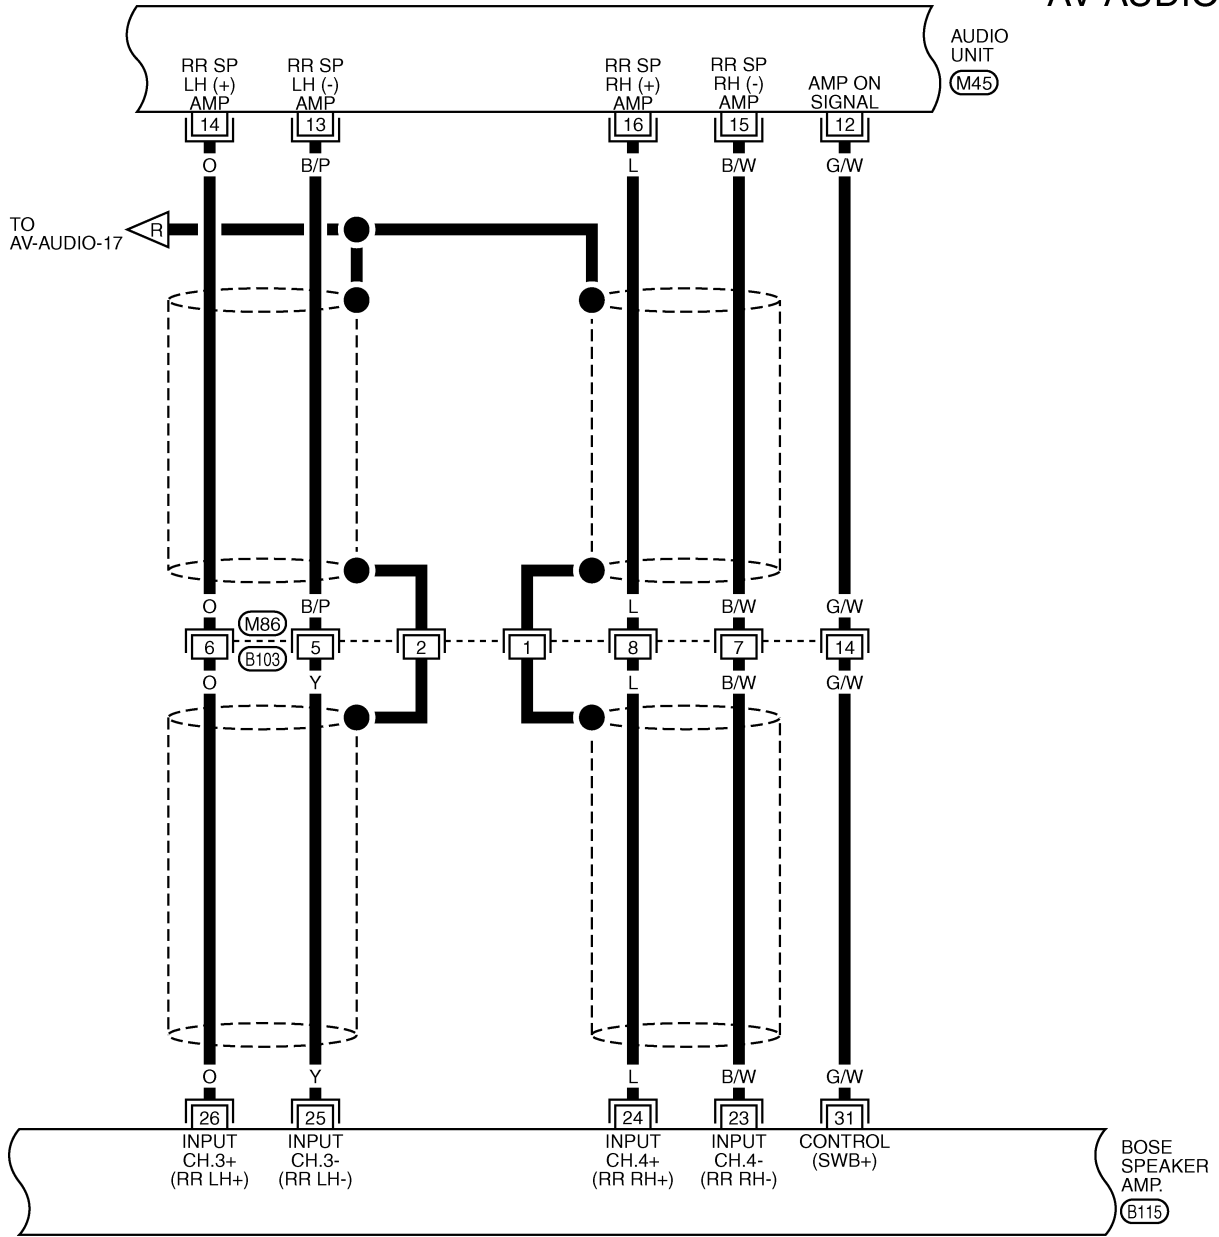 AV-AUDIO
AUDIO
UNIT
M45
RR SP
LH (+)
AMP
RR SP
LH (-)
AMP
RR SP
RH (+)
AMP
RR SP
RH (-)
AMP
AMP ON
SIGNAL
14 13 16 15 12
O B/P L B/W G/W
TO
AV-AUDIO-17
R
O B/P L B/W G/W
M86
6 5 2 1 8 7 14
B103
O Y L B/W G/W
O Y L B/W G/W
26 25 24 23 31
INPUT
CH.3+
(RR LH+)
INPUT
CH.3-
(RR LH-)
INPUT
CH.4+
(RR RH+)
INPUT
CH.4-
(RR RH-)
CONTROL
(SWB+)
BOSE
SPEAKER
AMP.
B115